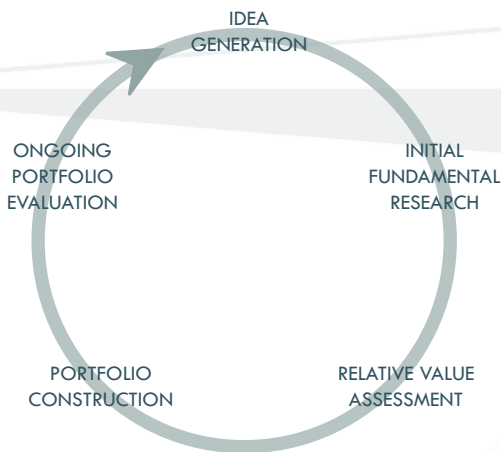 IDEA
GENERATION
INITIAL
FUNDAMENTAL
RESEARCH
RELATIVE VALUE
ASSESSMENT
PORTFOLIO
CONSTRUCTION
ONGOING
PORTFOLIO
EVALUATION